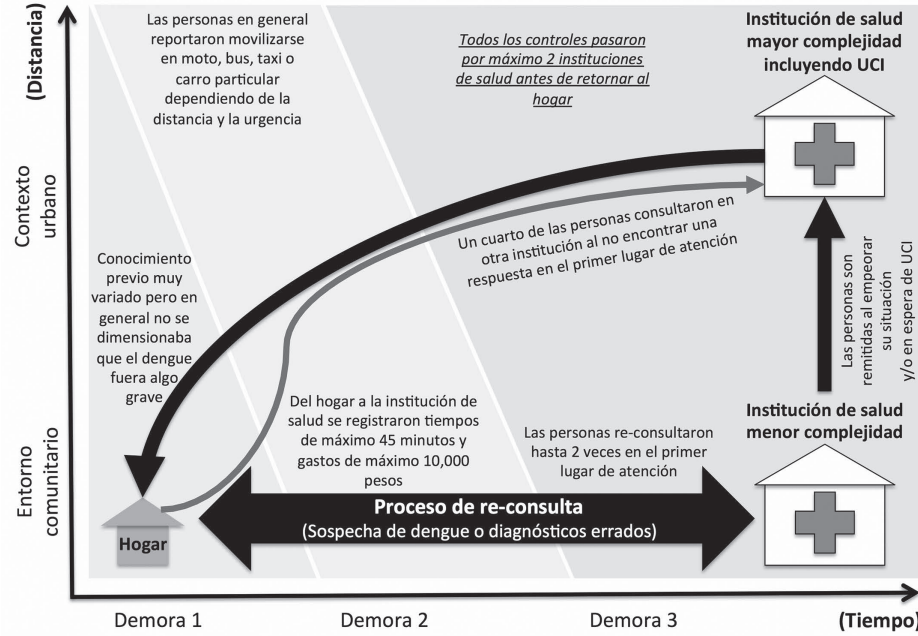 (Distancia)
Contexto
urbano
Entorno
comunitario
Las personas en general
reportaron movilizarse
en moto, bus, taxi o
carro particular
dependiendo de la
distancia y la urgencia
Todos los controles pasaron
por máximo 2 instituciones
de salud antes de retornar al
hogar
Institución de salud
mayor complejidad
incluyendo UCI
Conocimiento
previo muy
variado pero en
general no se
dimensionaba
que el dengue
fuera algo
grave
Un cuarto de las personas consultaron en
otra institución al no encontrar una
respuesta en el primer lugar de atención
Las personas son
remitidas al empeorar
su situación
y/o en espera de UCI
Del hogar a la institución de
salud se registraron tiempos
de máximo 45 minutos y
gastos de máximo 10,000
pesos
Las personas re-consultaron
hasta 2 veces en el primer
lugar de atención
Institución de salud
menor complejidad
Proceso de re-consulta
(Sospecha de dengue o diagnósticos errados)
Hogar
Demora 1
Demora 2
Demora 3
(Tiempo)